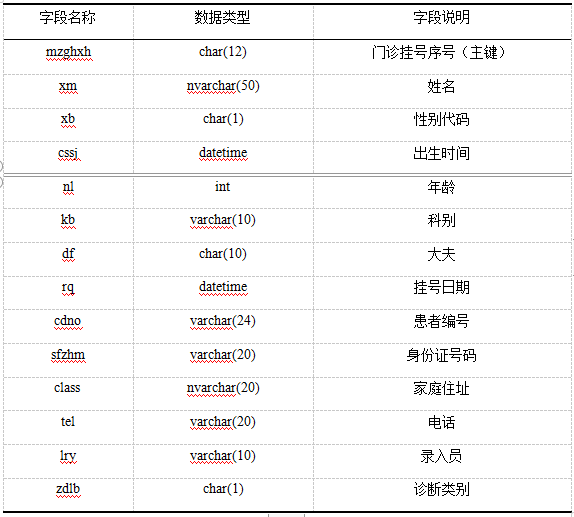 字段名称 数据类型 字段说明
mzghxh char(12) 门诊挂号序号（主键）
xm nvarchar(50) 姓名
xb char(1) 性别代码
cssj datetime 出生时间
nl int 年龄
kb varchar(10) 科别
df char(10) 大夫
rq datetime 挂号日期
cdno varchar(24) 患者编号
sfzhm varchar(20) 身份证号码
class nvarchar(20) 家庭住址
tel varchar(20) 电话
lry varchar(10) 录入员
zdlb char(1) 诊断类别